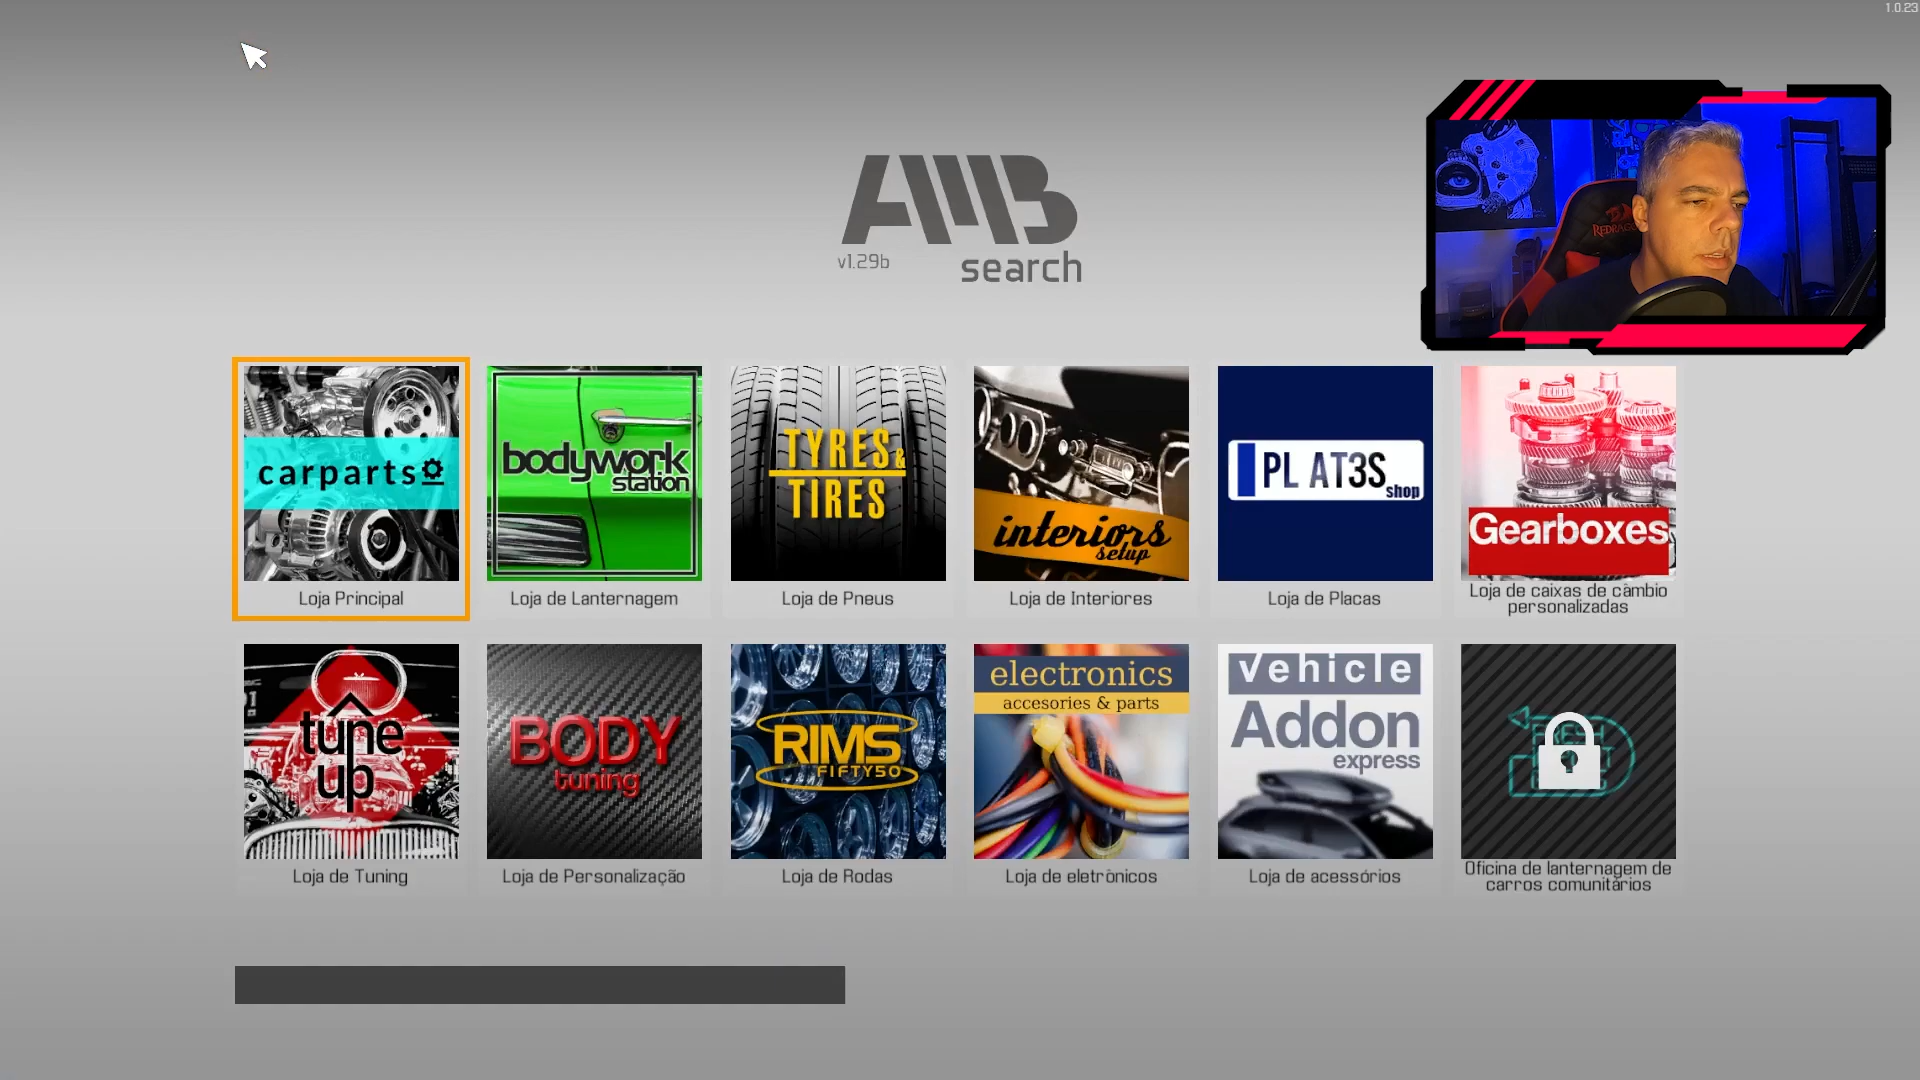 1.0.23
AMB
v1.29b
search
REDRAGON
carparts
bodywork
station
TYRES &
TIRES
interiors
setup
PL AT3S
shop
Gearboxes
Loja Principal
Loja de Lanternagem
Loja de Pneus
Loja de Interiores
Loja de Placas
Loja de caixas de câmbio
personalizadas
tune
up
BODY
tuning
RIMS
FIFTY50
electronics
accesories & parts
vehicle
Addon
express
Loja de Tuning
Loja de Personalização
Loja de Rodas
Loja de eletrônicos
Loja de acessórios
Oficina de lanternagem de
carros comunitários